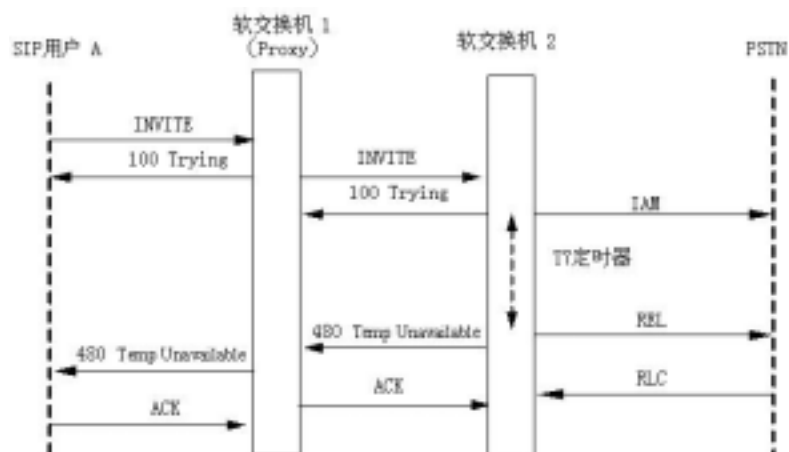 软交换机 1
(Proxy)
软交换机 2
SIP用户 A
PSTN
INVITE
100 Trying
INVITE
100 Trying
IAM
T7定时器
REL
480 Temp Unavailable
480 Temp Unavailable
RLC
ACK
ACK